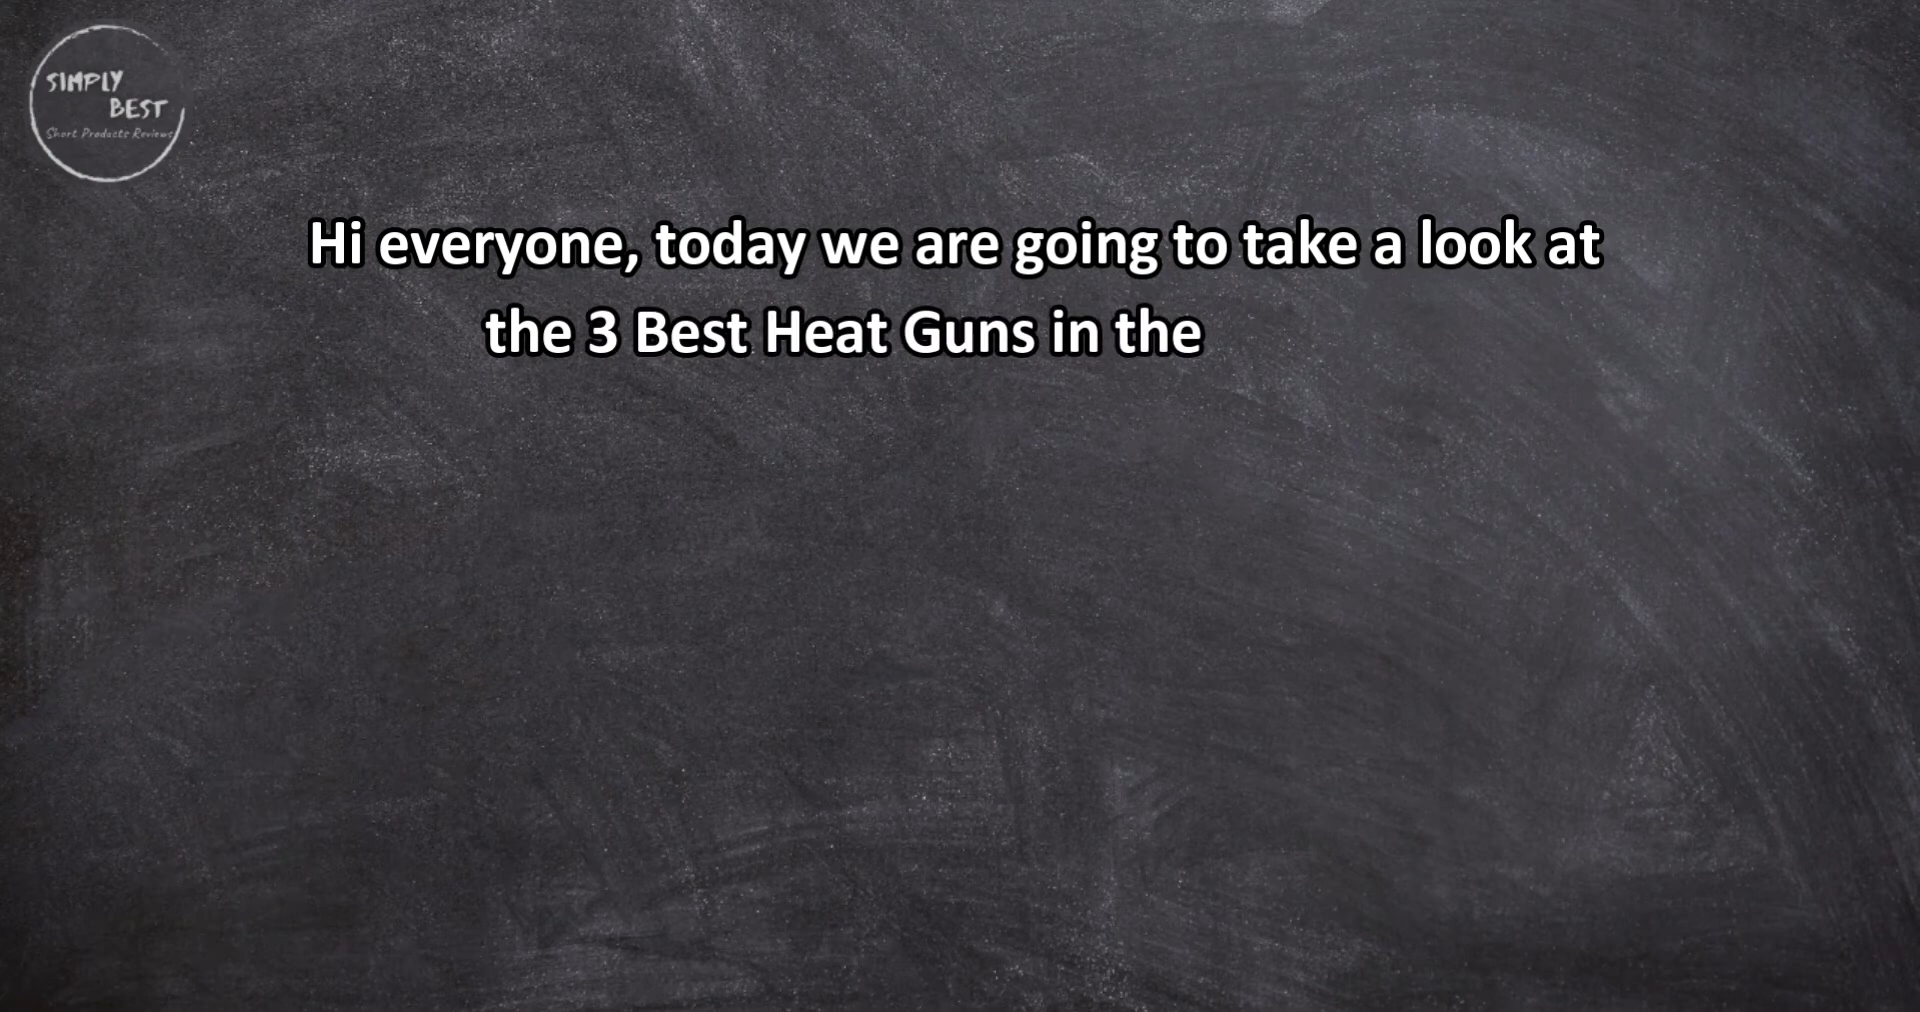 SIMPLY
BEST
Short Products Reviews
Hi everyone, today we are going to take a look at
the 3 Best Heat Guns in the